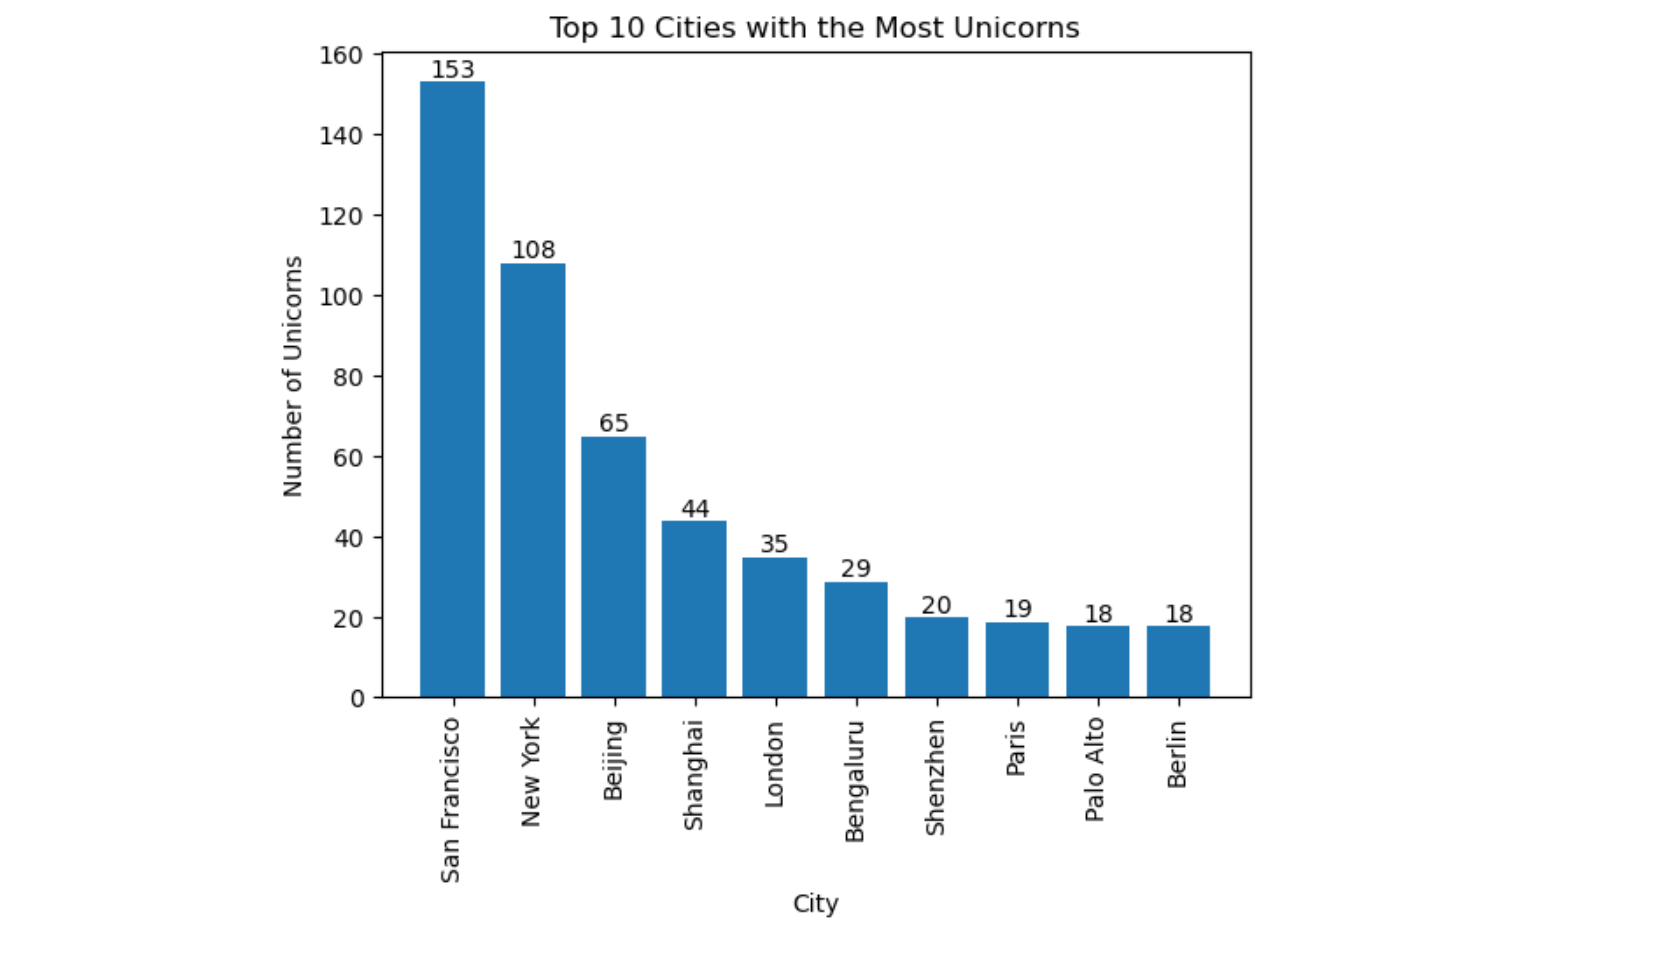 Top 10 Cities with the Most Unicorns
Number of Unicorns
160
140
120
100
80
60
40
20
0
153
108
65
44
35
29
20
19
18
18
San Francisco
New York
Beijing
Shanghai
London
Bengaluru
Shenzhen
Paris
Palo Alto
Berlin
City